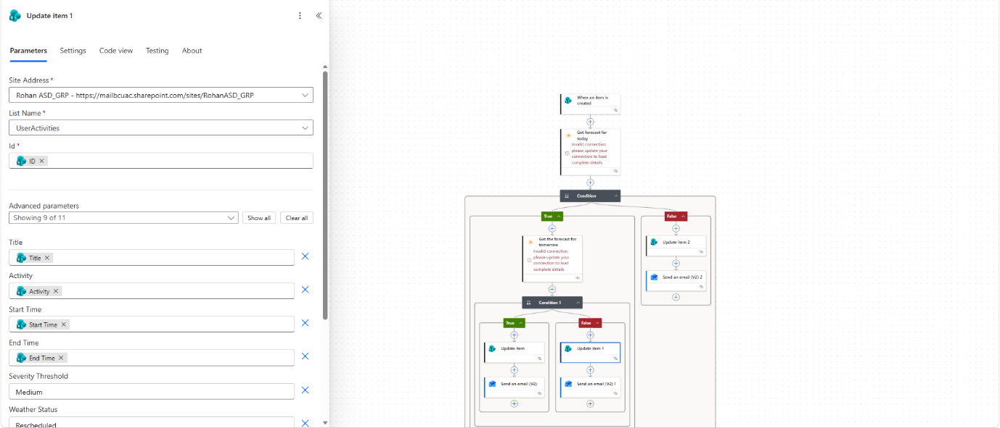 Update item 1
Parameters
Settings
Code view
Testing
About
Site Address *
Rohan ASD_GRP - https://mailbcuac.sharepoint.com/sites/RohanASD_GRP
List Name *
UserActivities
Id *
ID
Advanced parameters
Showing 9 of 11
Show all
Clear all
Title
Title
Activity
Activity
Start Time
Start Time
End Time
End Time
Severity Threshold
Medium
Weather Status
Rescheduled
When an item is
created
Get forecast for
today
Invalid connection,
please update your
connection to load
complete details
Condition
True
False
Get the forecast for
tomorrow
Invalid connection,
please update your
connection to load
complete details
Update item 2
Send an email (V2) 2
Condition 1
True
False
Update item
Update item 1
Send an email (V2)
Send an email (V2) 1